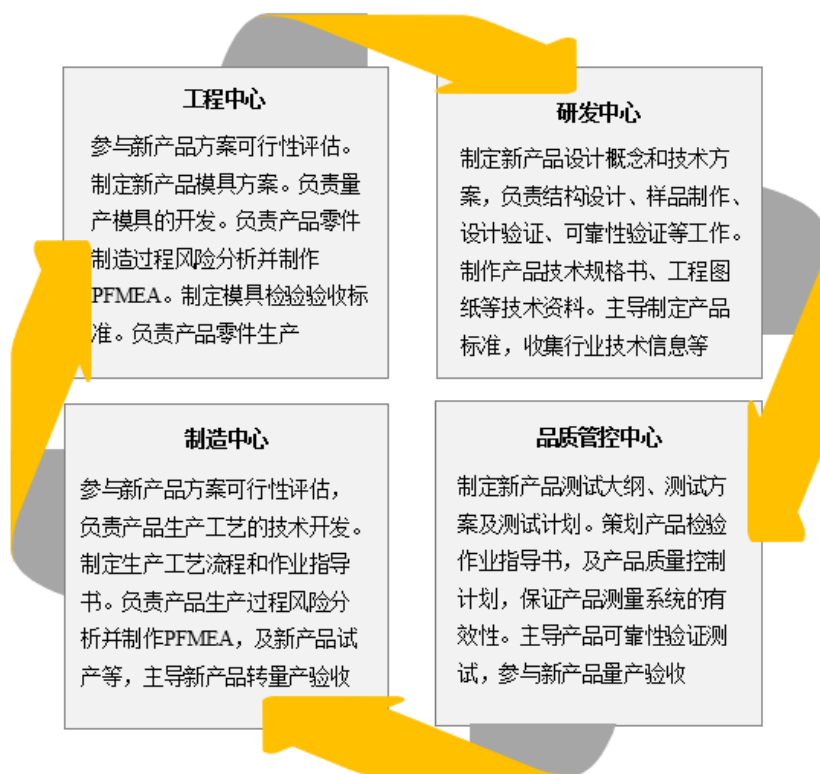 工程中心
参与新产品方案可行性评估。
制定新产品模具方案。负责量
产模具的开发。负责产品零件
制造过程风险分析并制作
PFMEA。制定模具检验验收标
准。负责产品零件生产
研发中心
制定新产品设计概念和技术方
案，负责结构设计、样品制作、
设计验证、可靠性验证等工作。
制作产品技术规格书、工程图
纸等技术资料。主导制定产品
标准，收集行业技术信息等
制造中心
参与新产品方案可行性评估，
负责产品生产工艺的技术开发。
制定生产工艺流程和作业指导
书。负责产品生产过程风险分
析并制作PFMEA，及新产品试
产等，主导新产品转量产验收
品质管控中心
制定新产品测试大纲、测试方
案及测试计划。策划产品检验
作业指导书，及产品质量控制
计划，保证产品测量系统的有
效性。主导产品可靠性验证测
试，参与新产品量产验收